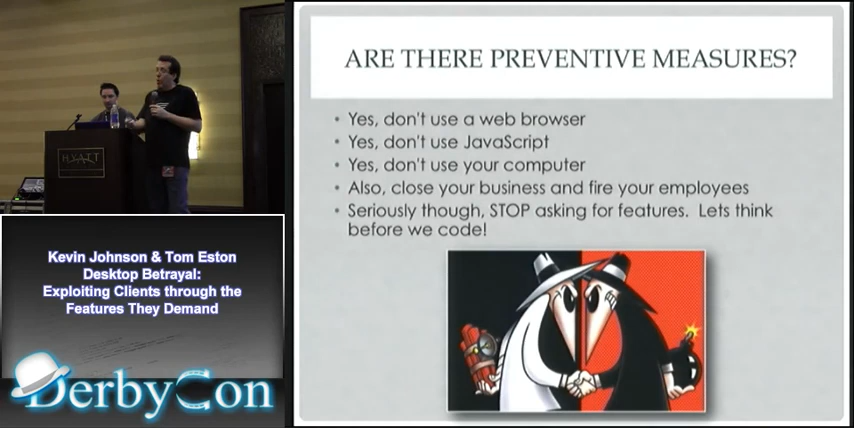 HYATT
Kevin Johnson & Tom Eston
Desktop Betrayal:
Exploiting Clients through the
Features They Demand
DerbyCon
ARE THERE PREVENTIVE MEASURES?
• Yes, don't use a web browser
• Yes, don't use JavaScript
• Yes, don't use your computer
• Also, close your business and fire your employees
• Seriously though, STOP asking for features. Lets think
before we code!